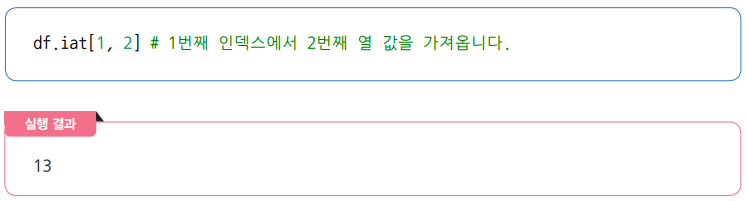 df.iat[1, 2] # 1번째 인덱스에서 2번째 열 값을 가져옵니다.
실행 결과
13